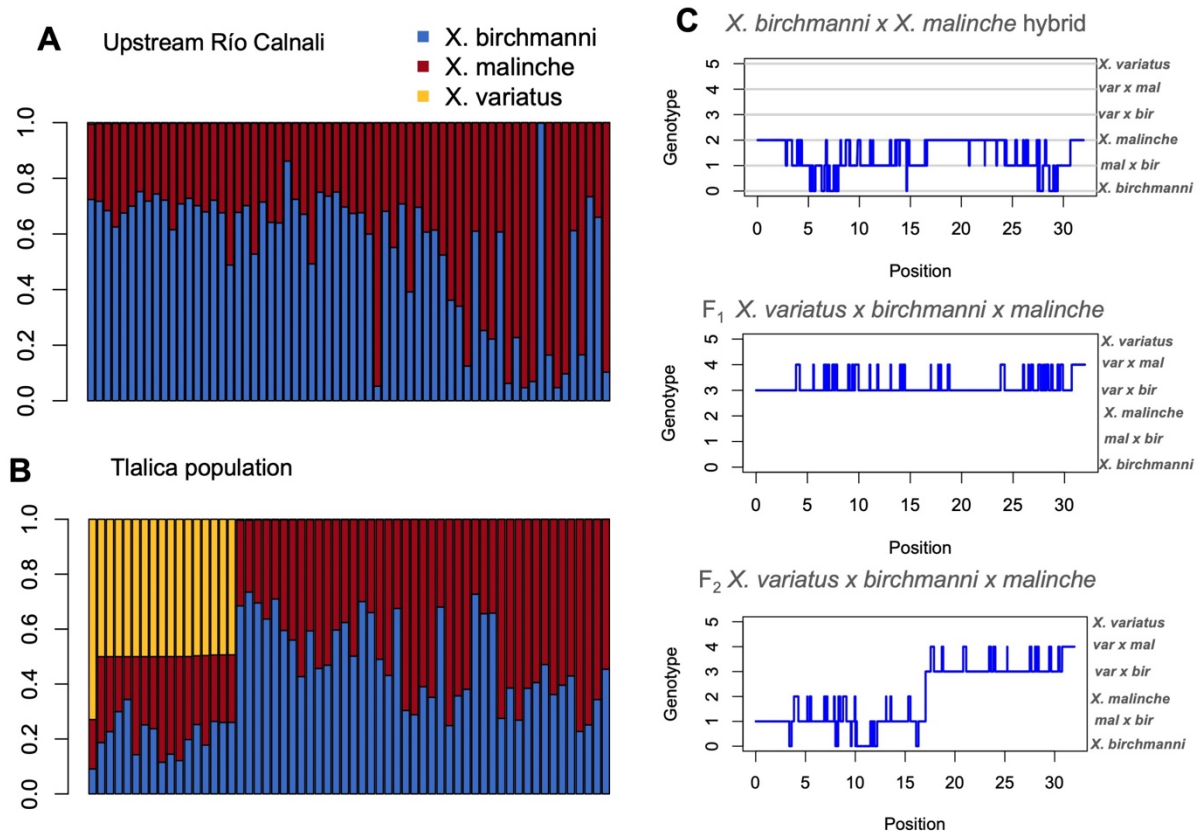 A
Upstream Río Calnali
X. birchmanni
X. malinche
X. variatus
0.0 0.2 0.4 0.6 0.8 1.0
B
Tlalica population
0.0 0.2 0.4 0.6 0.8 1.0
C
X. birchmanni x X. malinche hybrid
Genotype
5 X. variatus
4 var x mal
3 var x bir
2 X. malinche
1 mal x bir
0 X. birchmanni
0 5 10 15 20 25 30
Position
F1 X. variatus x birchmanni x malinche
Genotype
5 X. variatus
4 var x mal
3 var x bir
2 X. malinche
1 mal x bir
0 X. birchmanni
0 5 10 15 20 25 30
Position
F2 X. variatus x birchmanni x malinche
Genotype
5 X. variatus
4 var x mal
3 var x bir
2 X. malinche
1 mal x bir
0 X. birchmanni
0 5 10 15 20 25 30
Position